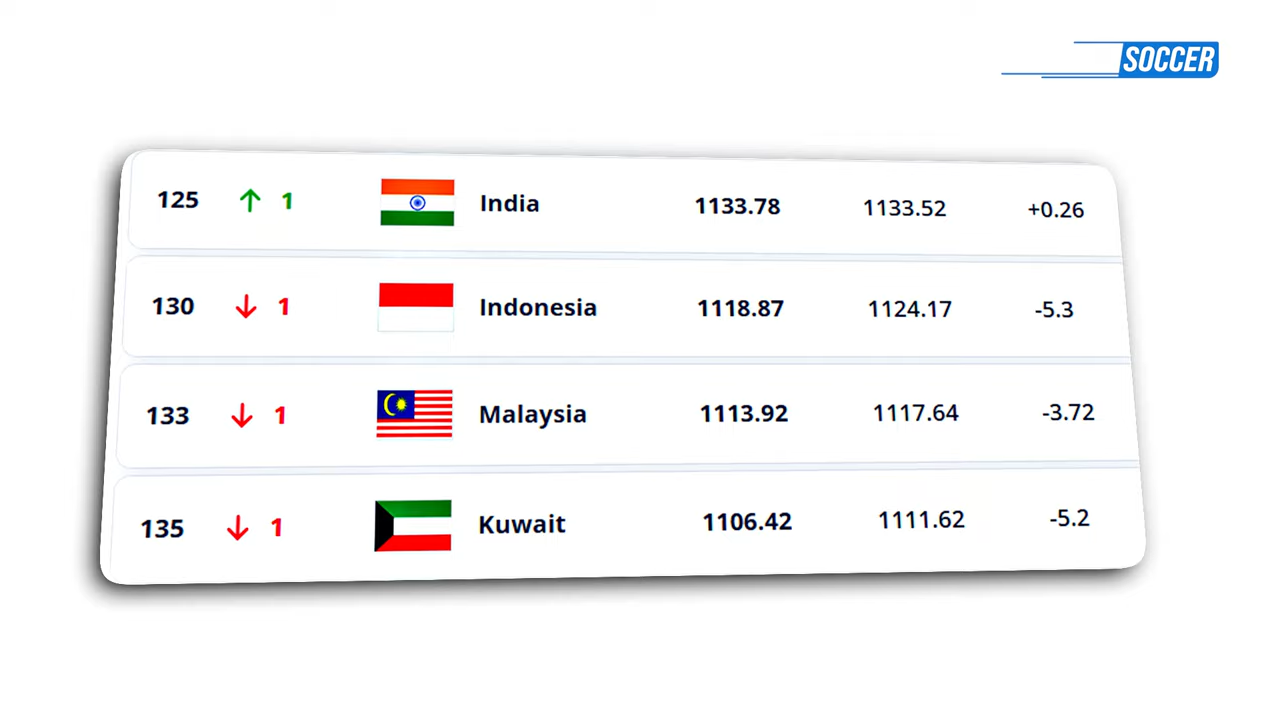 SOCCER
125 ↑ 1 India 1133.78 1133.52 +0.26
130 ↓ 1 Indonesia 1118.87 1124.17 -5.3
133 ↓ 1 Malaysia 1113.92 1117.64 -3.72
135 ↓ 1 Kuwait 1106.42 1111.62 -5.2